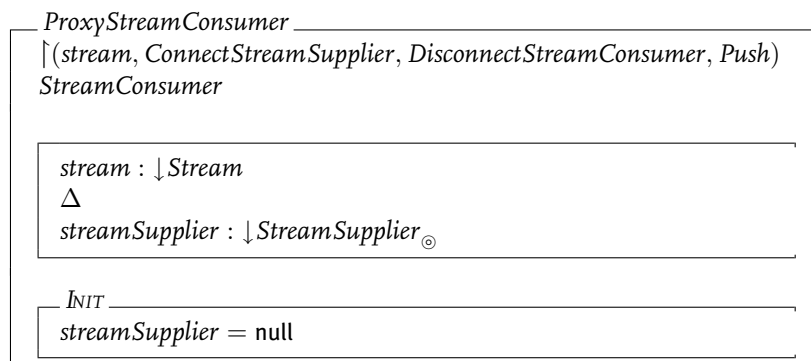 ProxyStreamConsumer
↾(stream, ConnectStreamSupplier, DisconnectStreamConsumer, Push)
StreamConsumer
stream : ↓Stream
Δ
streamSupplier : ↓StreamSupplier◎
INIT
streamSupplier = null